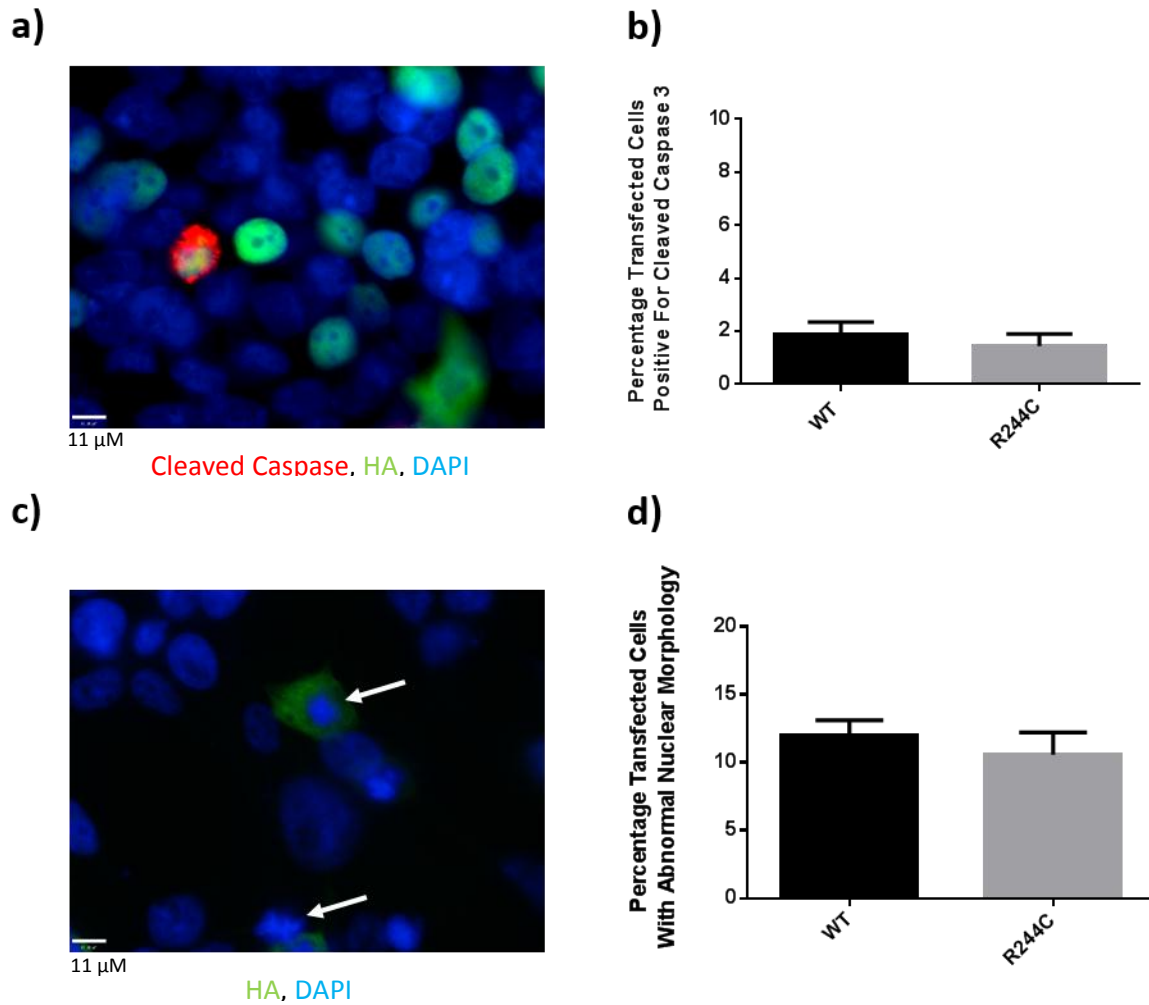 a)
11 μM
Cleaved Caspase, HA, DAPI
b)
Percentage Transfected Cells
Positive For Cleaved Caspase 3
10
8
6
4
2
0
WT
R244C
c)
11 μM
HA, DAPI
d)
Percentage Tansfected Cells
With Abnormal Nuclear Morphology
20
15
10
5
0
WT
R244C